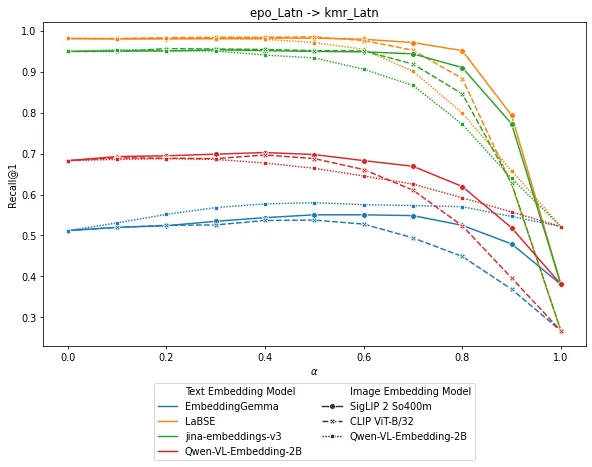 epo_Latn -> kmr_Latn
Recall@1
1.0
0.9
0.8
0.7
0.6
0.5
0.4
0.3
0.0 0.2 0.4 0.6 0.8 1.0
α
Text Embedding Model Image Embedding Model
EmbeddingGemma SigLIP 2 So400m
LaBSE CLIP ViT-B/32
jina-embeddings-v3 Qwen-VL-Embedding-2B
Qwen-VL-Embedding-2B